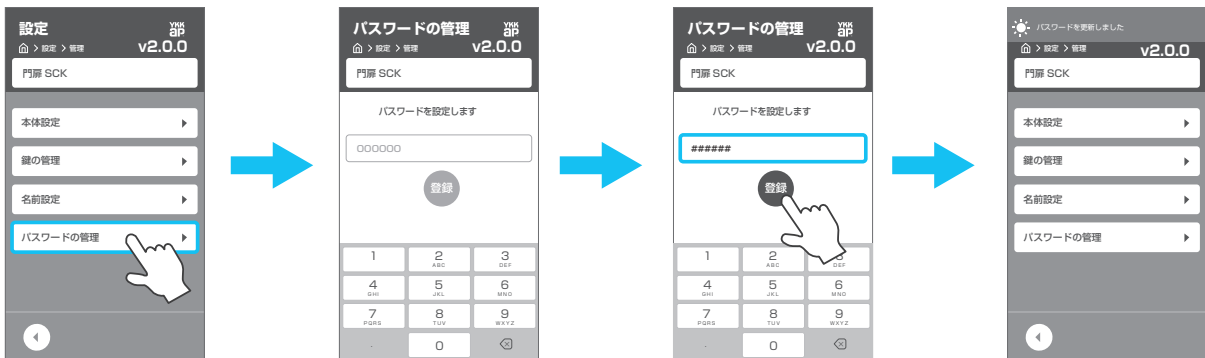 設定
YKK
ap
⌂ > 設定 > 管理
v2.0.0
門扉 SCK
本体設定
鍵の管理
名前設定
パスワードの管理
パスワードの管理
YKK
ap
⌂ > 設定 > 管理
v2.0.0
門扉 SCK
パスワードを設定します
000000
登録
1
2
ABC
3
DEF
4
GHI
5
JKL
6
MNO
7
PQRS
8
TUV
9
WXYZ
.
0
パスワードの管理
YKK
ap
⌂ > 設定 > 管理
v2.0.0
門扉 SCK
パスワードを設定します
######
登録
1
2
ABC
3
DEF
4
GHI
5
JKL
6
MNO
7
PQRS
8
TUV
9
WXYZ
.
0
パスワードを更新しました
⌂ > 設定 > 管理
v2.0.0
門扉 SCK
本体設定
鍵の管理
名前設定
パスワードの管理